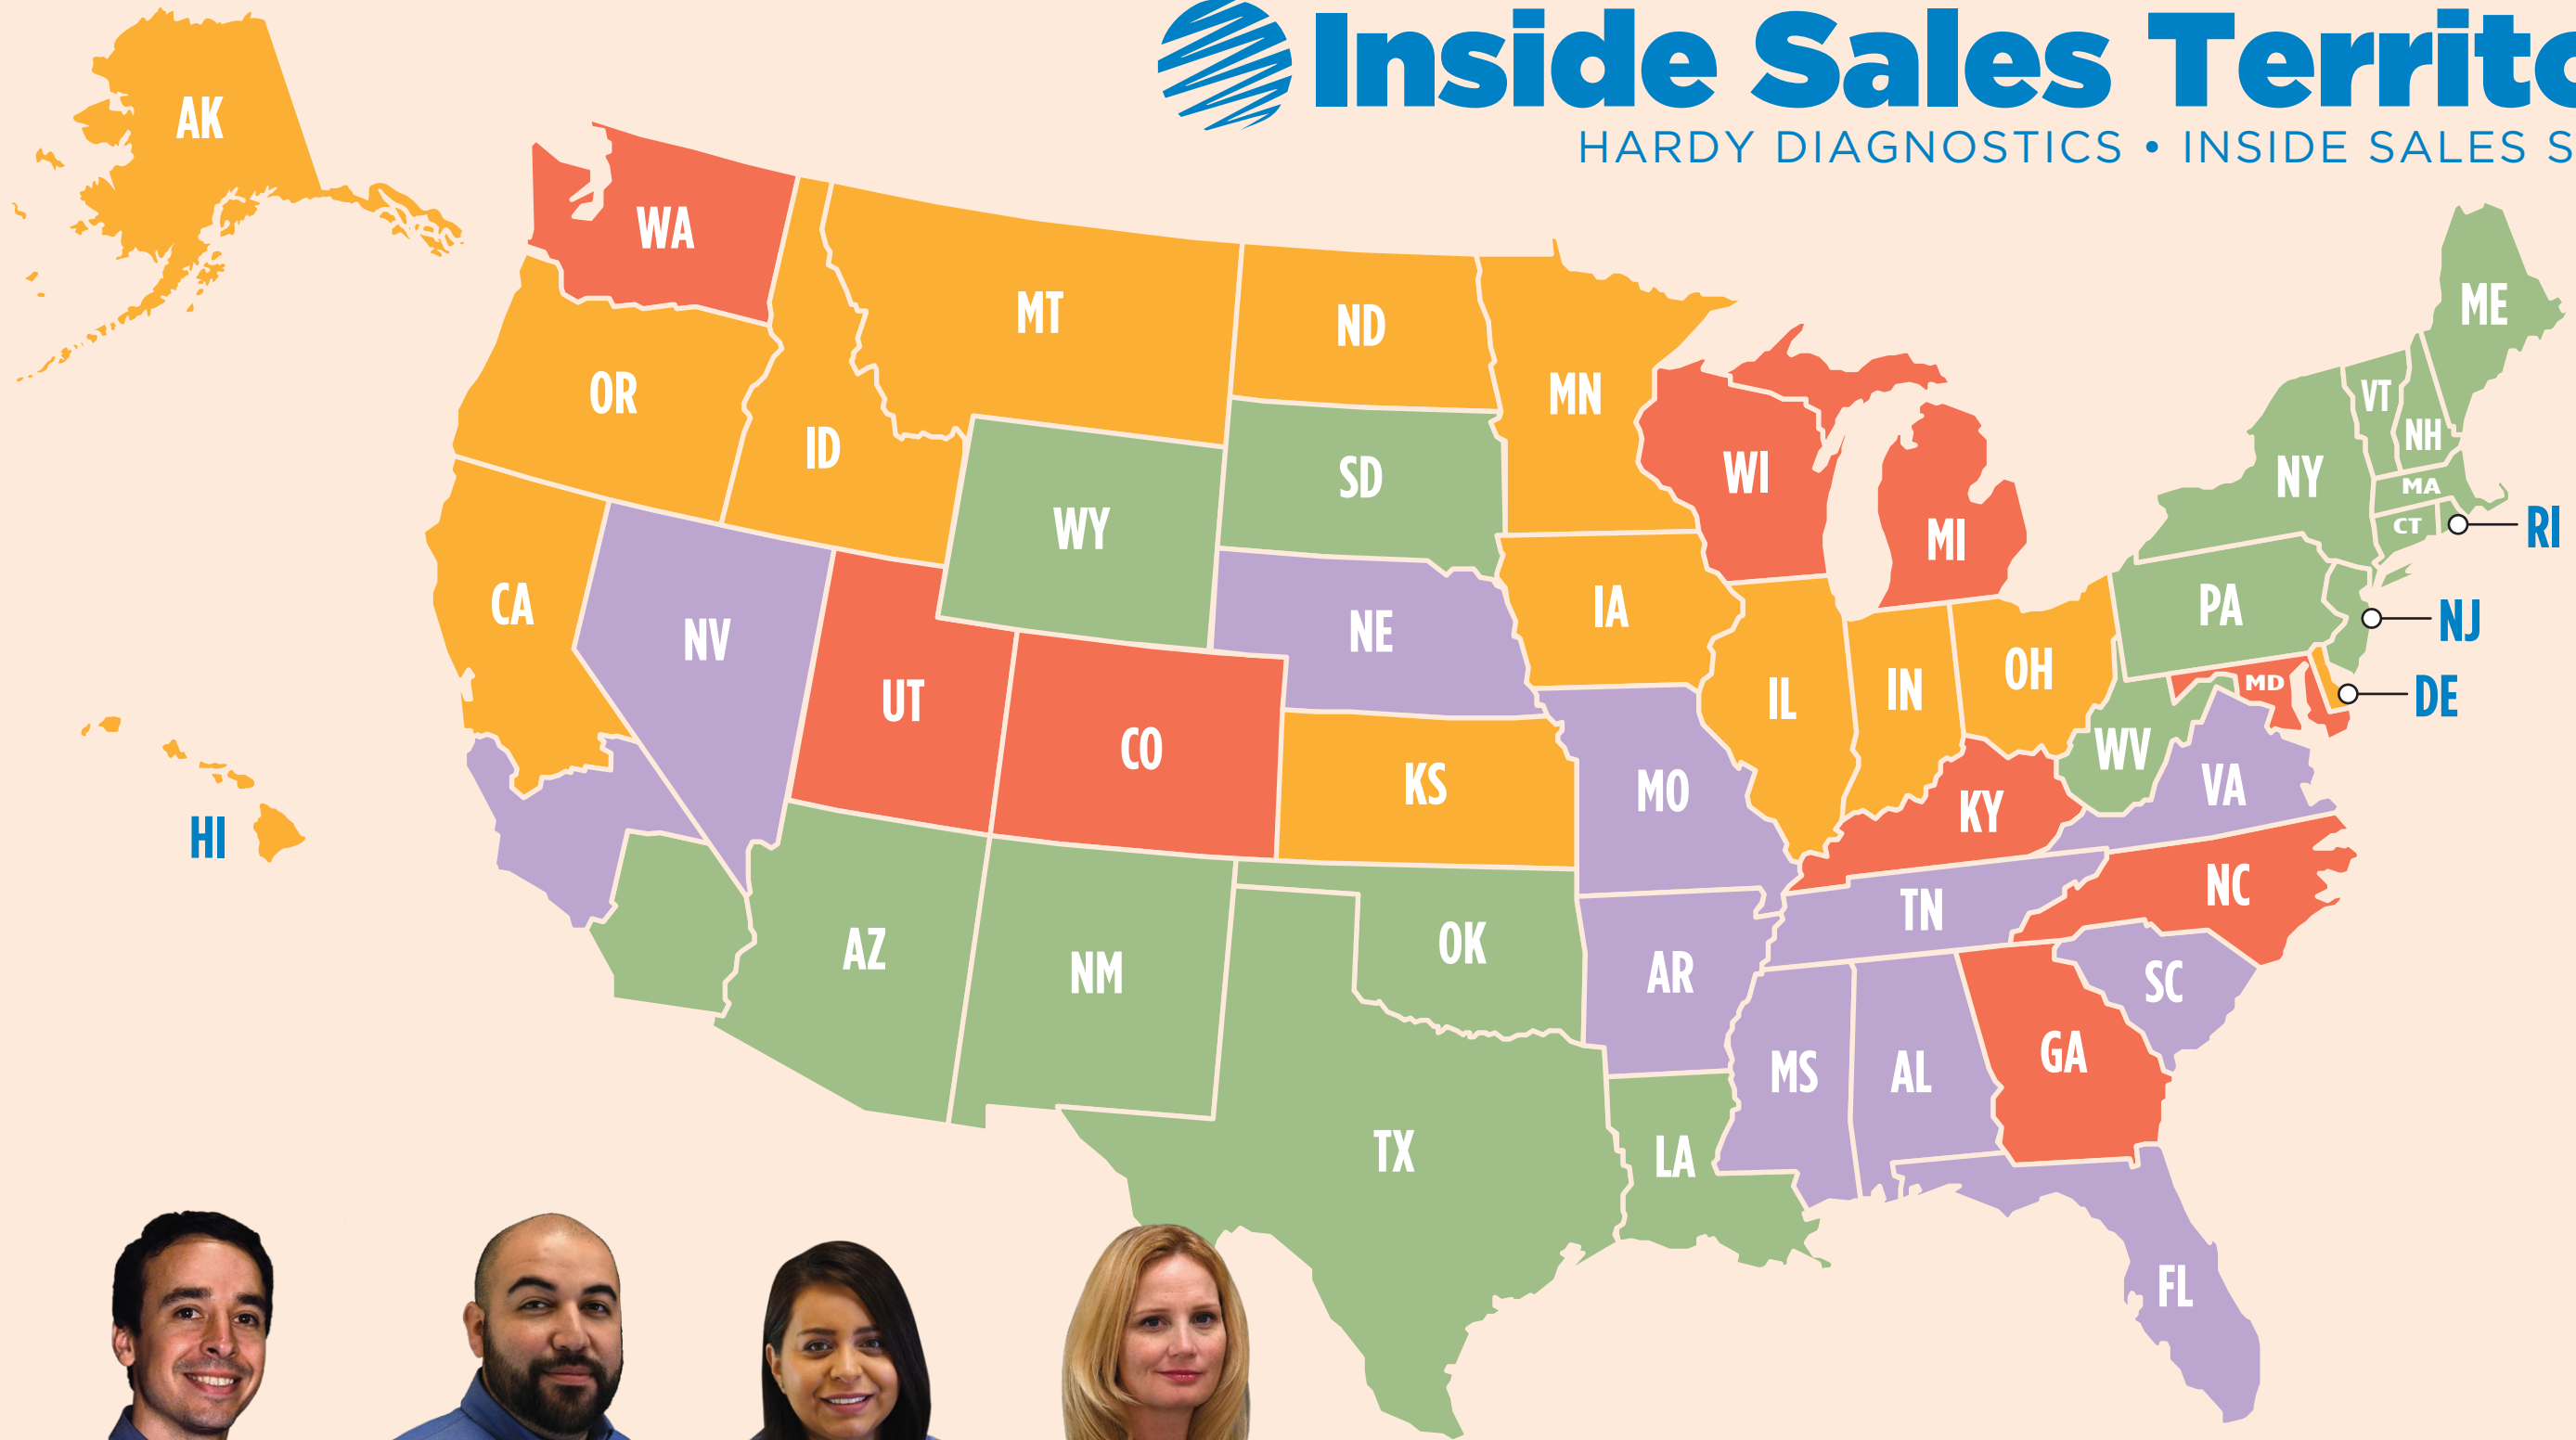 Inside Sales
HARDY DIAGNOSTICS • INSIDE SALES
AK
WA
ME
MT
ND
OR
MN
VT
NH
ID
WI
SD
NY
MA
WY
CT
RI
MI
CA
IA
PA
NJ
NE
NV
OH
MD
IN
IL
DE
UT
CO
WV
KS
VA
MO
KY
HI
NC
TN
OK
AZ
NM
AR
SC
GA
MS
AL
TX
LA
FL